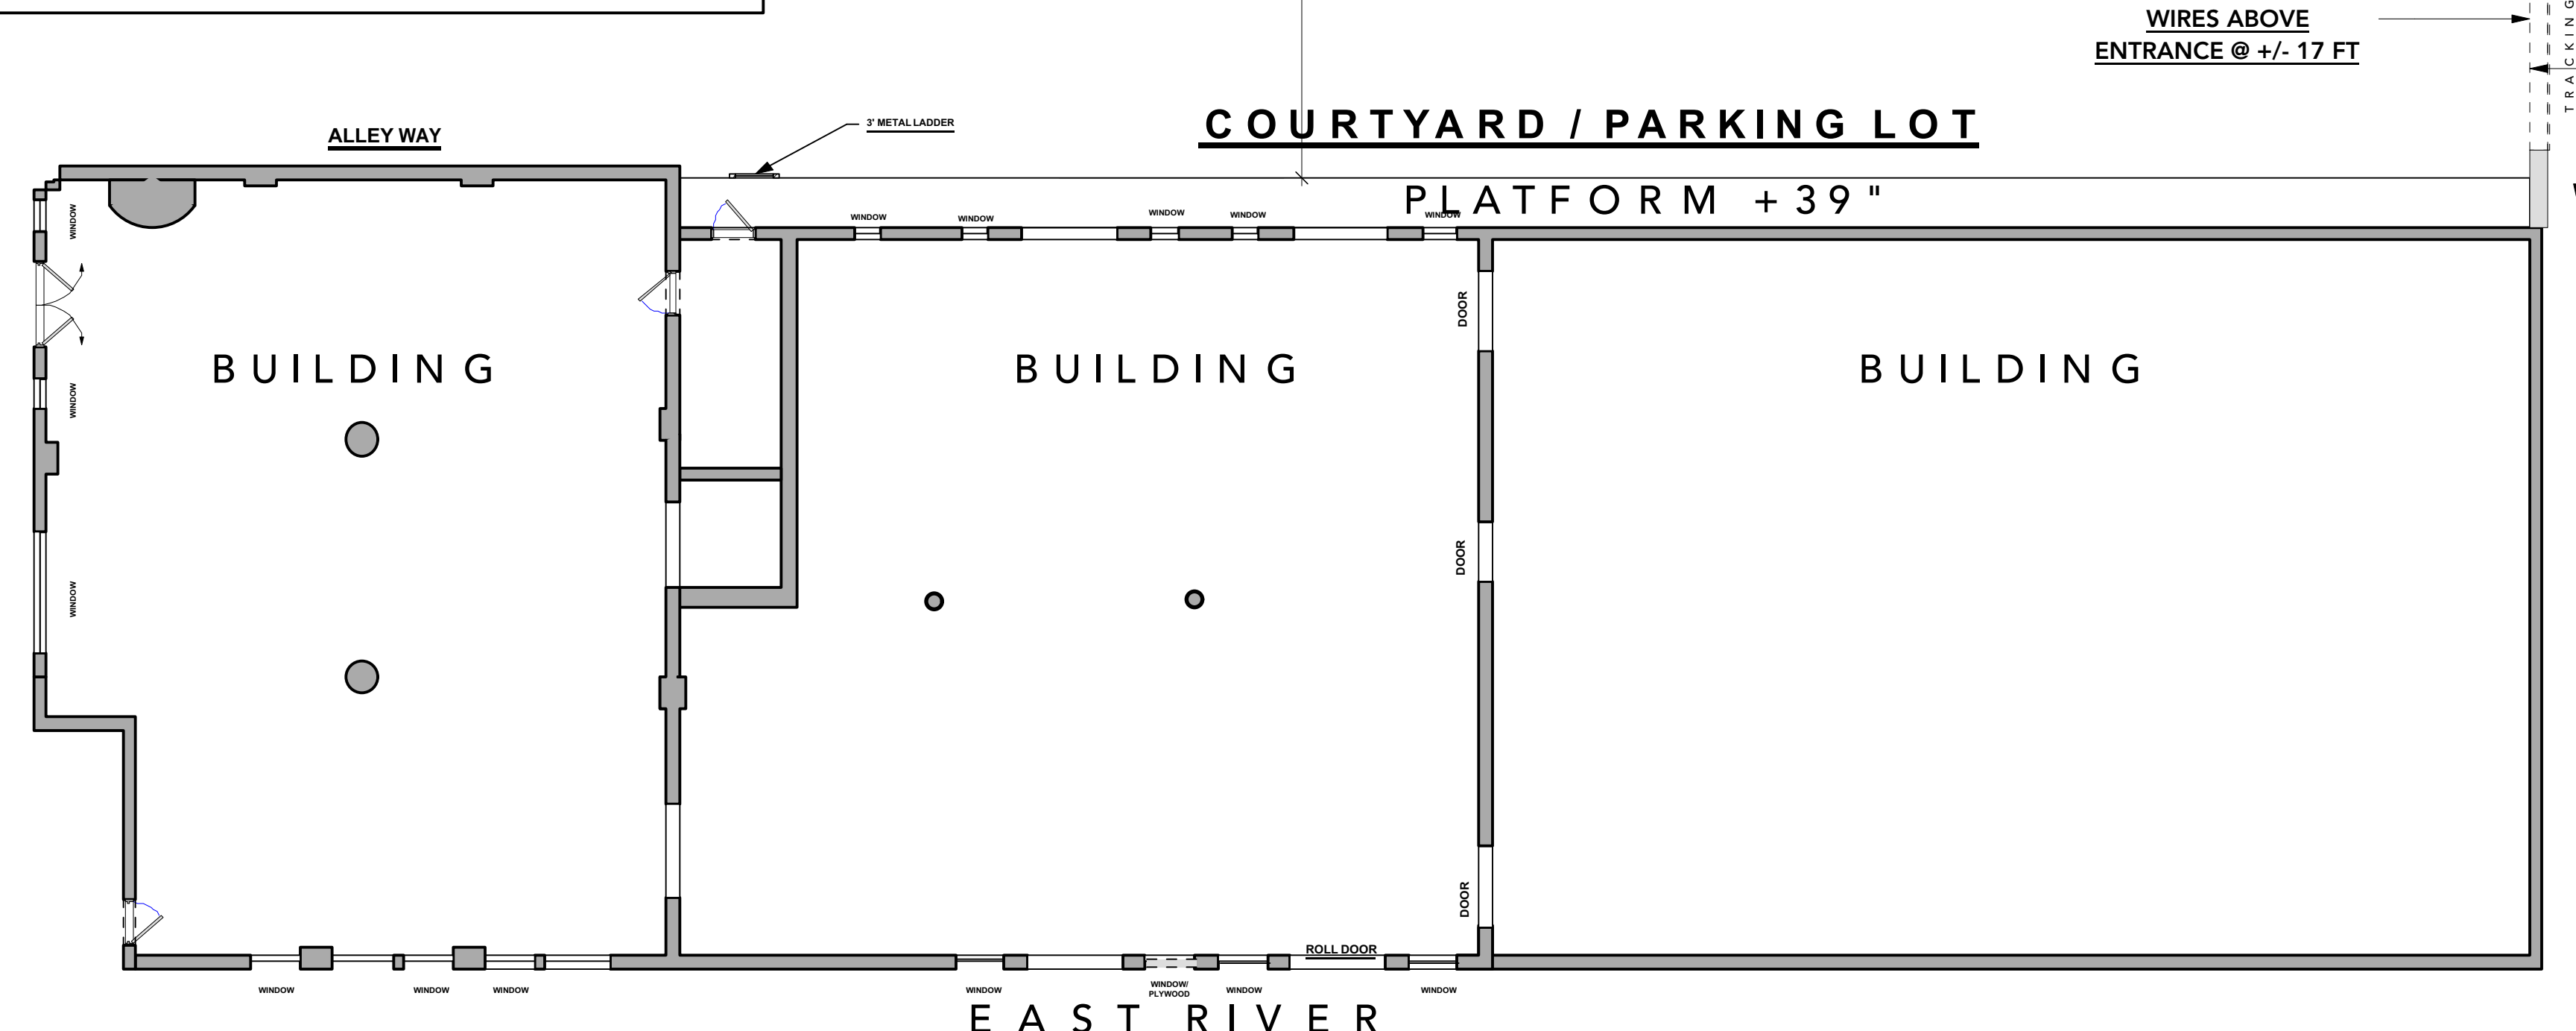 WIRES ABOVE
ENTRANCE @ +/- 17 FT
TRACKING
COURTYARD / PARKING LOT
3' METAL LADDER
ALLEY WAY
PLATFORM +39"
WINDOW
WINDOW
WINDOW
WINDOW
WINDOW
WINDOW
DOOR
BUILDING
BUILDING
BUILDING
WINDOW
DOOR
WINDOW
DOOR
ROLL DOOR
WINDOW
WINDOW
WINDOW
WINDOW
WINDOW/
PLYWOOD
WINDOW
WINDOW
EAST RIVER